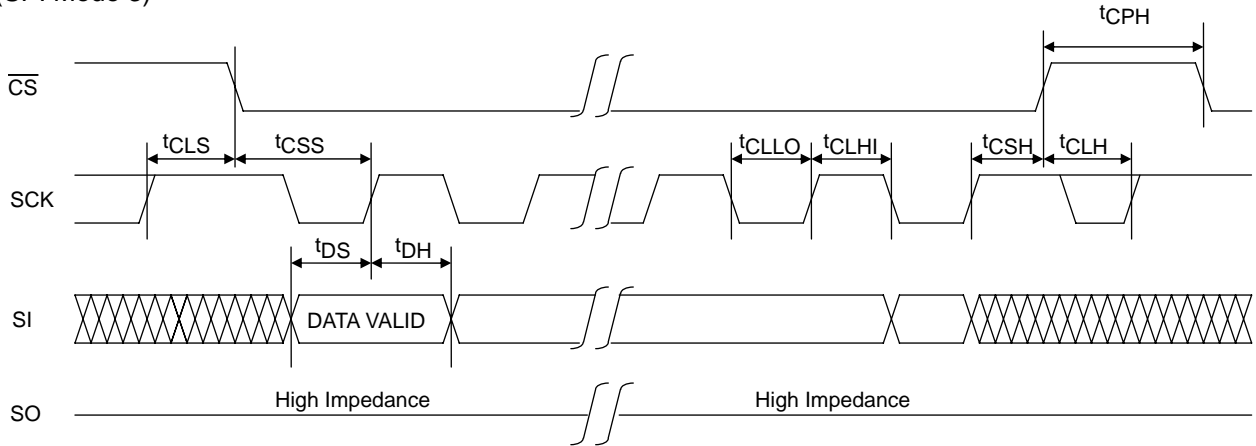 (SPI Mode 3)
tCPH
CS
tCLS tCSS tCLLO tCLHI tCSH tCLH
SCK
tDS tDH
SI DATA VALID
SO High Impedance High Impedance